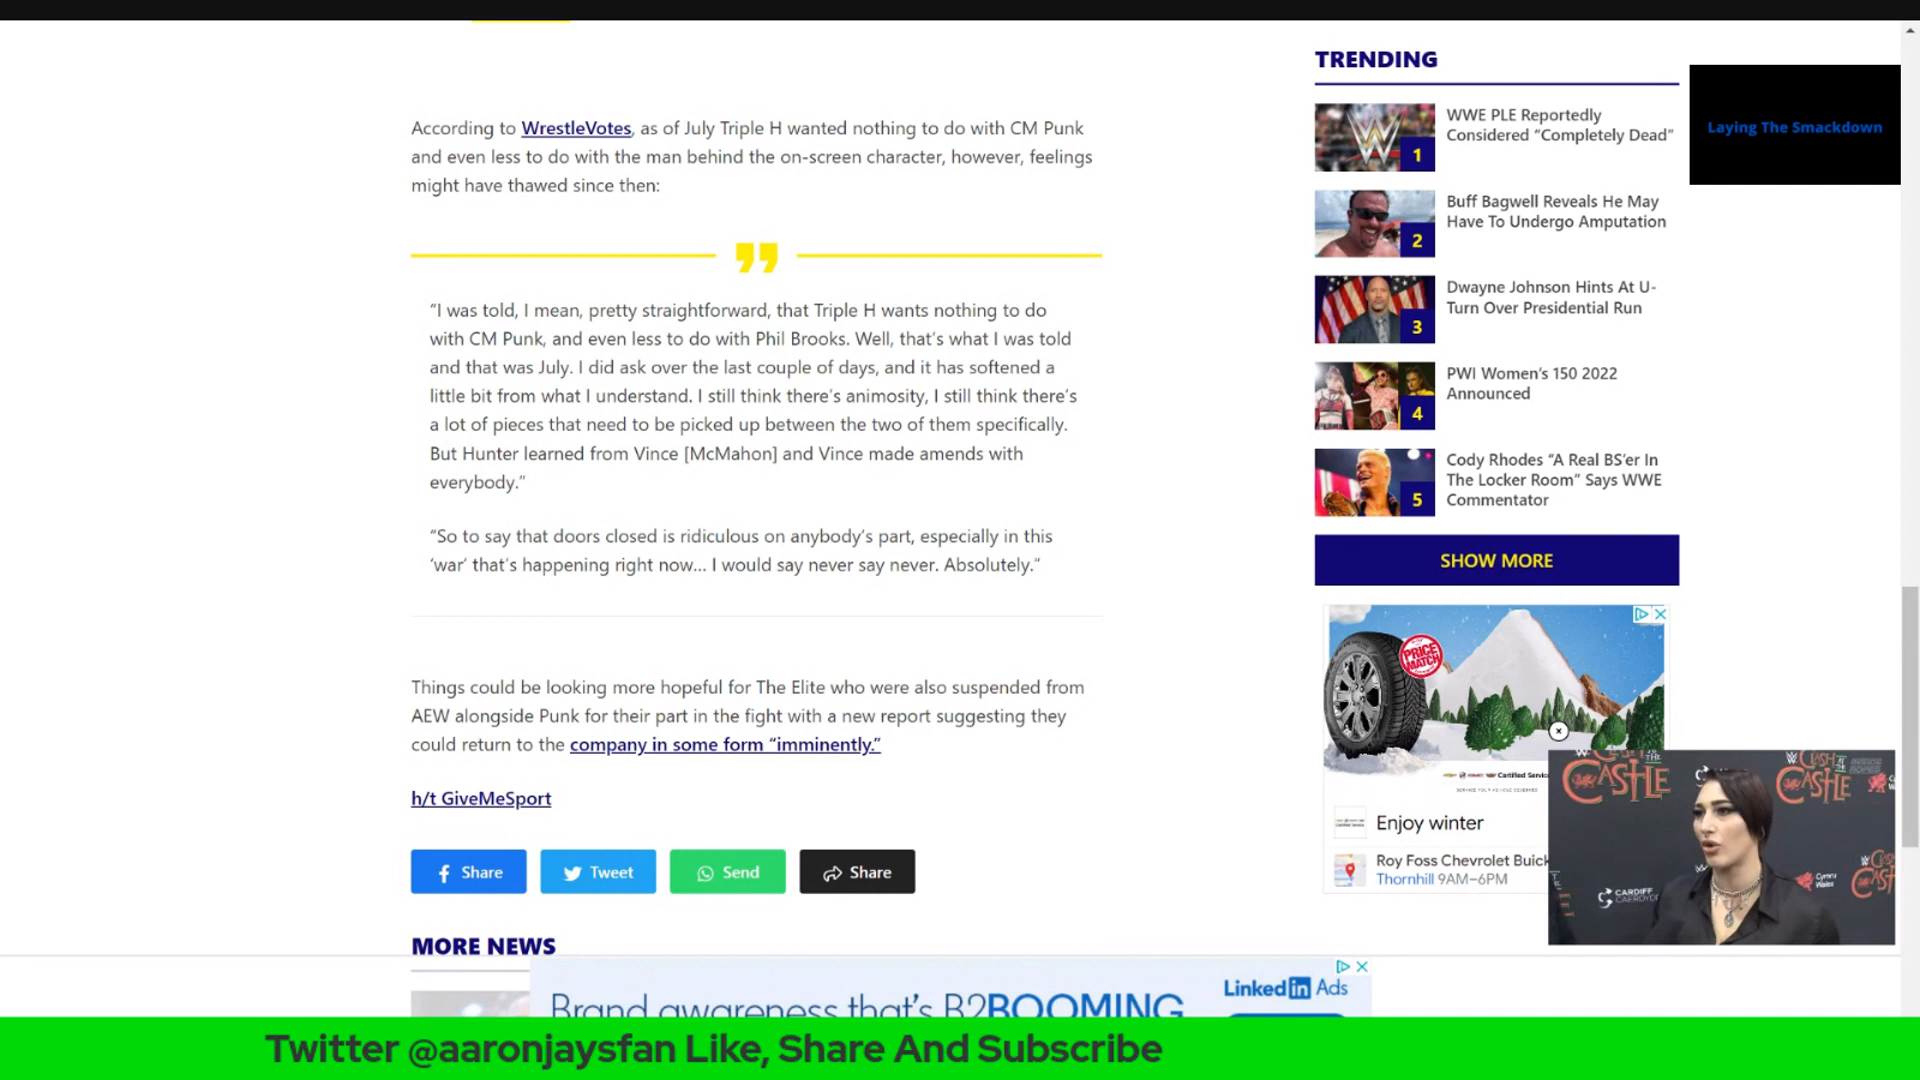 According to WrestleVotes, as of July Triple H wanted nothing to do with CM Punk
and even less to do with the man behind the on-screen character, however, feelings
might have thawed since then:
”
“I was told, I mean, pretty straightforward, that Triple H wants nothing to do
with CM Punk, and even less to do with Phil Brooks. Well, that’s what I was told
and that was July. I did ask over the last couple of days, and it has softened a
little bit from what I understand. I still think there’s animosity, I still think there’s
a lot of pieces that need to be picked up between the two of them specifically.
But Hunter learned from Vince [McMahon] and Vince made amends with
everybody.”
“So to say that doors closed is ridiculous on anybody’s part, especially in this
‘war’ that’s happening right now… I would say never say never. Absolutely.”
Things could be looking more hopeful for The Elite who were also suspended from
AEW alongside Punk for their part in the fight with a new report suggesting they
could return to the company in some form “imminently.”
h/t GiveMeSport
Share
Tweet
Send
Share
MORE NEWS
TRENDING
1
WWE PLE Reportedly
Considered “Completely Dead”
2
Buff Bagwell Reveals He May
Have To Undergo Amputation
3
Dwayne Johnson Hints At U-
Turn Over Presidential Run
4
PWI Women’s 150 2022
Announced
5
Cody Rhodes “A Real BS’er In
The Locker Room” Says WWE
Commentator
SHOW MORE
Laying The Smackdown
PRICE
MATCH
Certified Service
Enjoy winter
Roy Foss Chevrolet Buick
Thornhill 9AM–6PM
CLASH
CASTLE
CASTLE
CARDIFF
CAERDYDD
Cymru
Wales
Brand awareness that’s B2BOOMING
Linked in Ads
Twitter @aaronjaysfan Like, Share And Subscribe